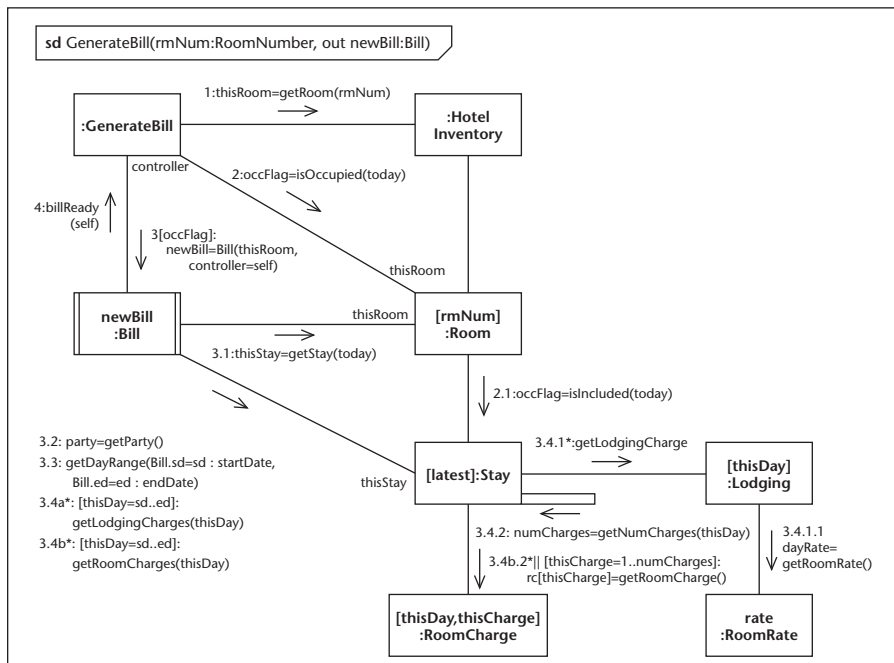 sd GenerateBill(rmNum:RoomNumber, out newBill:Bill)
1:thisRoom=getRoom(rmNum)
:GenerateBill
:Hotel
Inventory
controller
2:occFlag=isOccupied(today)
4:billReady
(self)
3[occFlag]:
newBill=Bill(thisRoom,
controller=self)
thisRoom
newBill
:Bill
thisRoom
[rmNum]
:Room
3.1:thisStay=getStay(today)
2.1:occFlag=isIncluded(today)
3.2: party=getParty()
3.3: getDayRange(Bill.sd=sd : startDate,
Bill.ed=ed : endDate)
3.4a*: [thisDay=sd..ed]:
getLodgingCharges(thisDay)
3.4b*: [thisDay=sd..ed]:
getRoomCharges(thisDay)
thisStay
[latest]:Stay
3.4.1*:getLodgingCharge
[thisDay]
:Lodging
3.4.2: numCharges=getNumCharges(thisDay)
3.4b.2*|| [thisCharge=1..numCharges]:
rc[thisCharge]=getRoomCharge()
3.4.1.1
dayRate=
getRoomRate()
[thisDay,thisCharge]
:RoomCharge
rate
:RoomRate